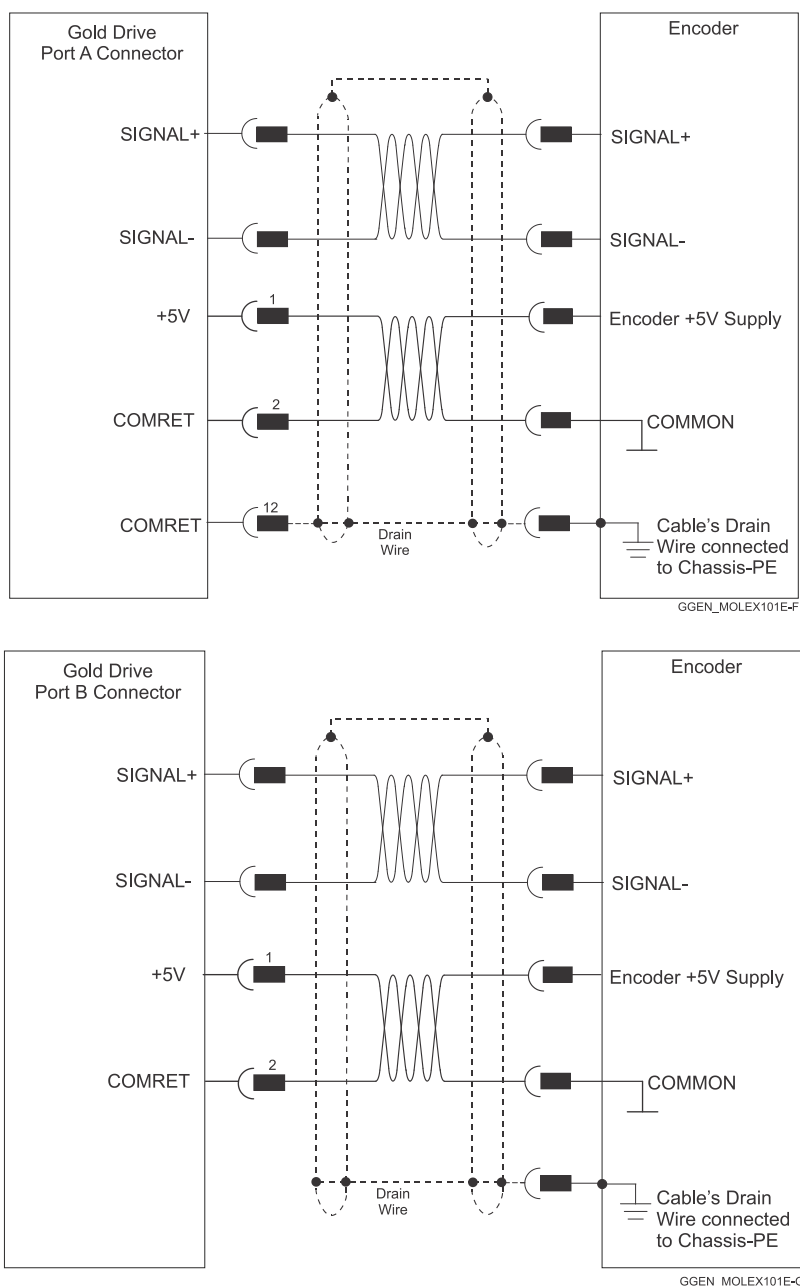 Gold Drive
Port A Connector
Encoder
SIGNAL+
SIGNAL+
SIGNAL-
SIGNAL-
+5V
1
Encoder +5V Supply
COMRET
2
COMMON
COMRET
12
Drain
Wire
Cable's Drain
Wire connected
to Chassis-PE
GGEN_MOLEX101E-F
Gold Drive
Port B Connector
Encoder
SIGNAL+
SIGNAL+
SIGNAL-
SIGNAL-
+5V
1
Encoder +5V Supply
COMRET
2
COMMON
Drain
Wire
Cable's Drain
Wire connected
to Chassis-PE